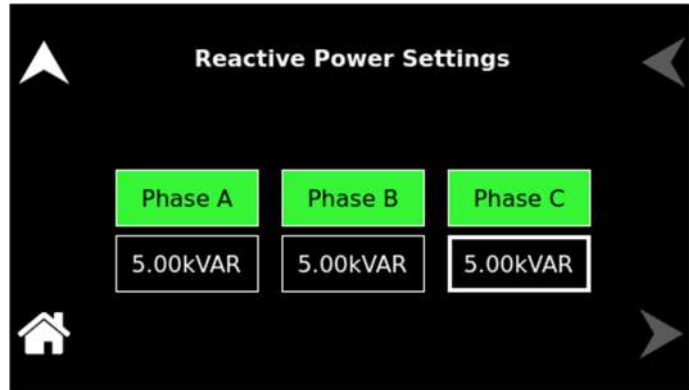 Reactive Power Settings
Phase A Phase B Phase C
5.00kVAR 5.00kVAR 5.00kVAR